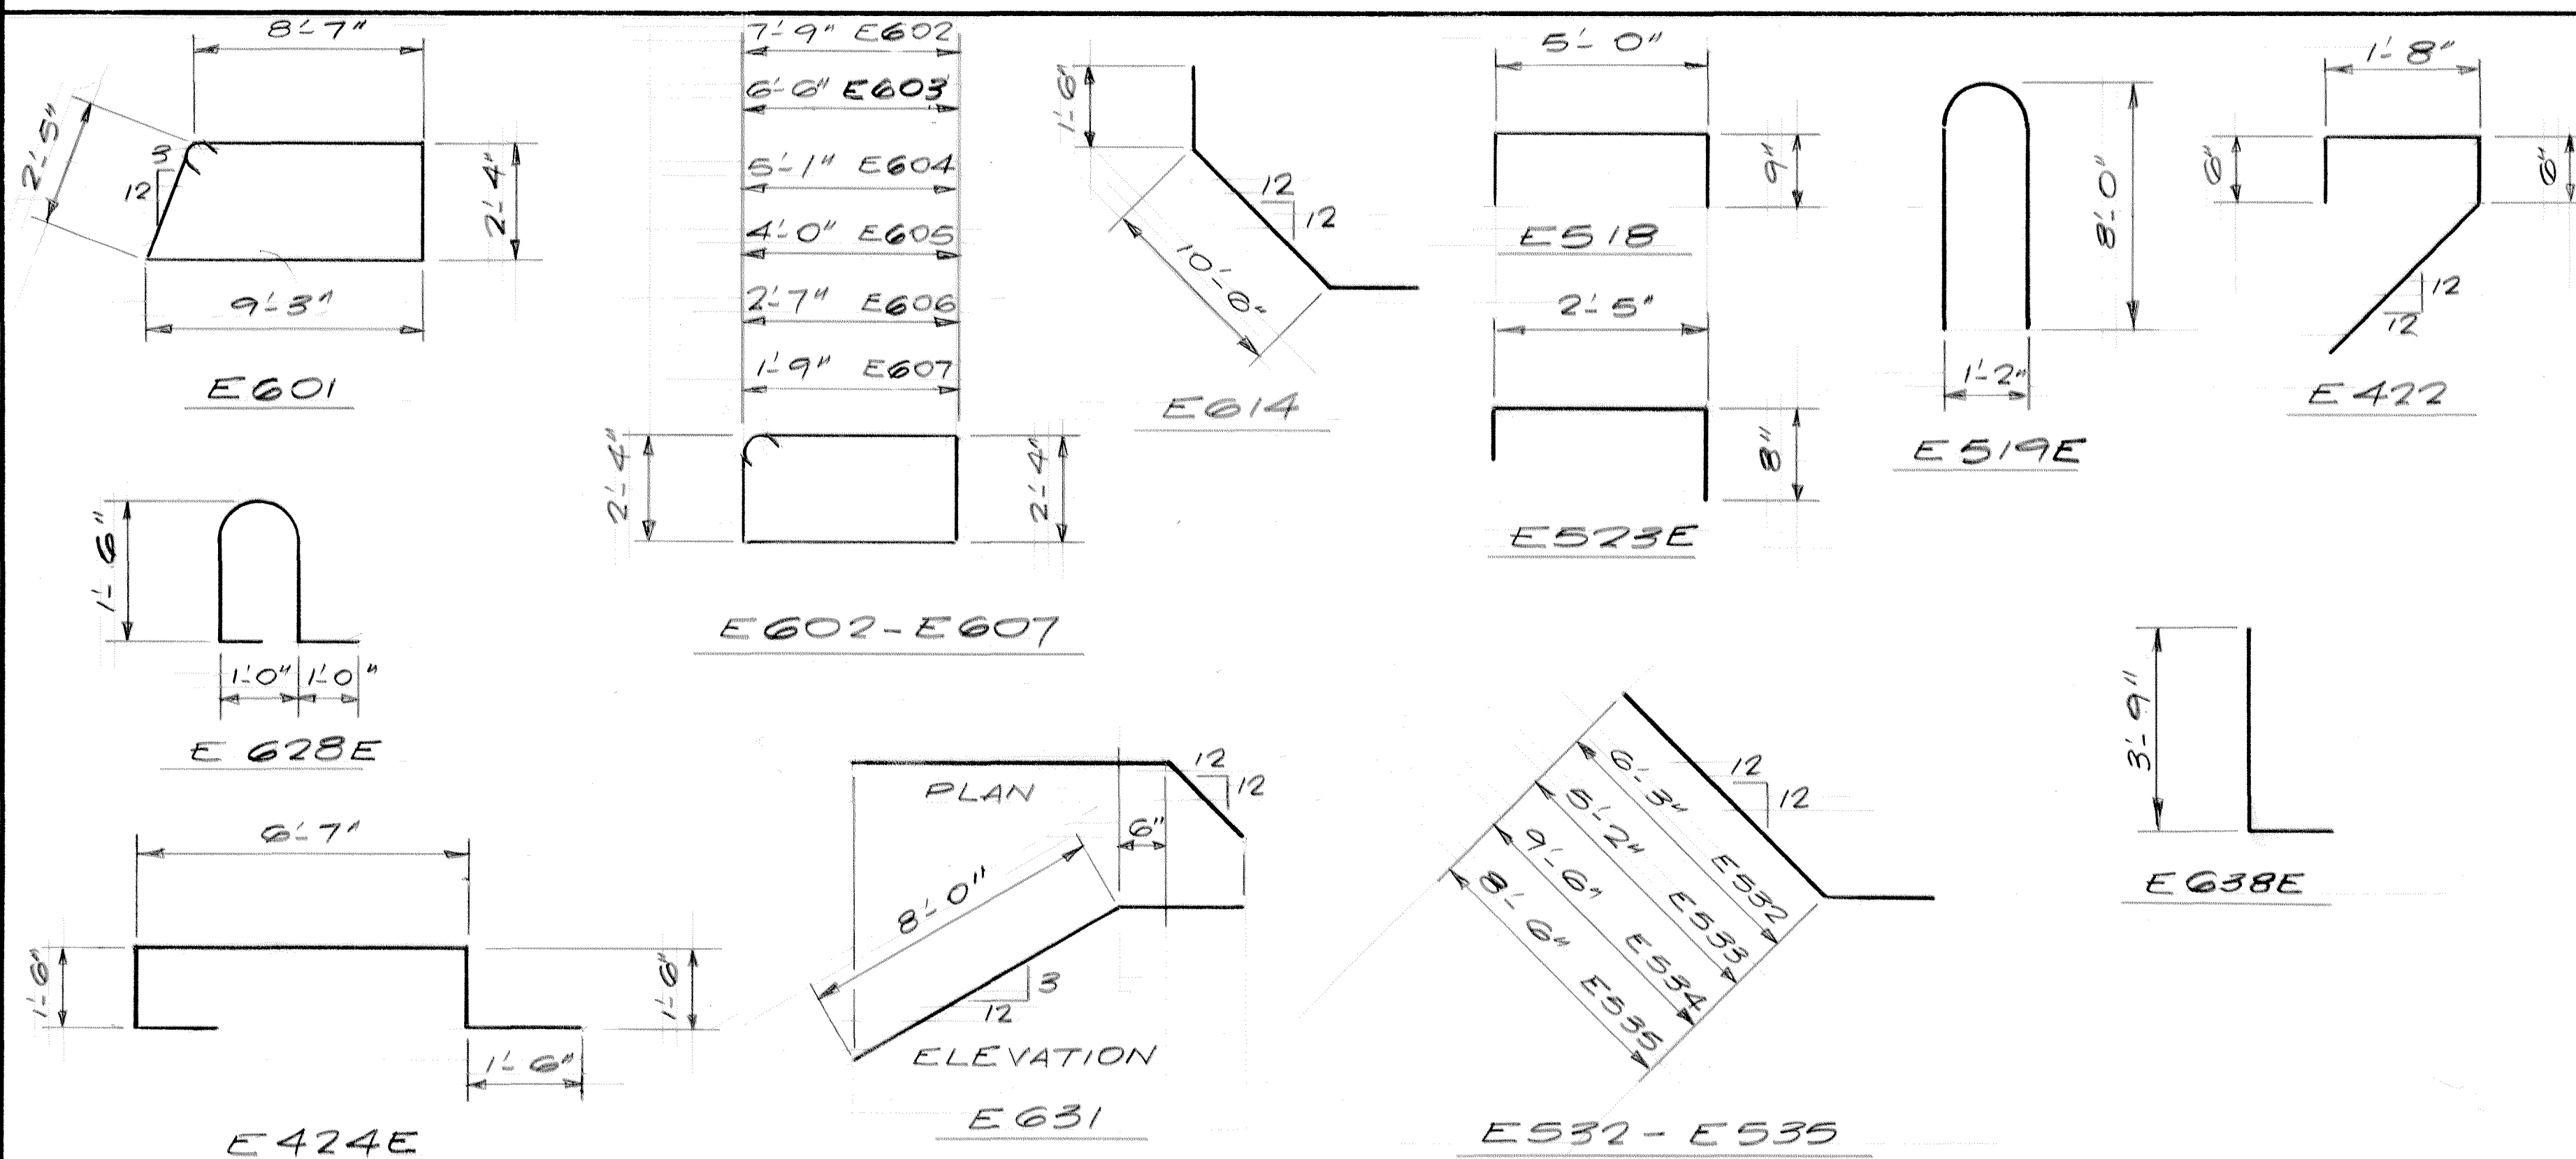 8'-7"
2'-5"
3
12
2'-4"
9'-3"
E601
7'-9" E602
6'-6" E603
5'-1" E604
4'-0" E605
2'-7" E606
1'-9" E607
2'-4"
2'-4"
E602-E607
1'-6"
12
12
10'-6"
E614
5'-0"
9"
E518
2'-5"
8"
E523E
8'-0"
1'-2"
E519E
1'-8"
6"
6"
12
12
E422
1'-6"
1'-0" 1'-0"
E628E
6'-7"
1'-6"
1'-6"
1'-6"
E424E
PLAN
12
12
6"
8'-0"
3
12
ELEVATION
E631
12
12
6'-3" E532
5'-2" E533
9'-6" E534
8'-6" E535
E532 - E535
3'-9"
E638E